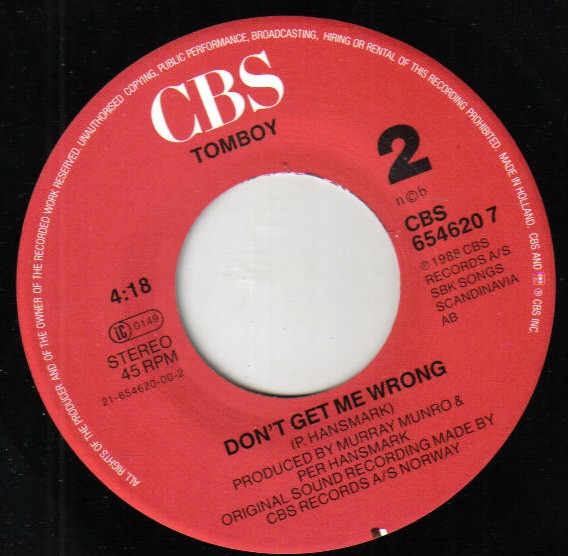 ALL RIGHTS OF THE PRODUCER AND OF THE OWNER OF THE RECORDED WORK RESERVED. UNAUTHORISED COPYING, PUBLIC PERFORMANCE, BROADCASTING, HIRING OR RENTAL OF THIS RECORDING PROHIBITED. MADE IN HOLLAND. CBS AND ® CBS INC.
CBS
TOMBOY
2
n©b
CBS
654620 7
℗ 1988 CBS
RECORDS A/S
SBK SONGS
SCANDINAVIA
AB
4:18
LC 0149
STEREO
45 RPM
21-654620-00-2
DON'T GET ME WRONG
(P. HANSMARK)
PRODUCED BY MURRAY MUNRO &
PER HANSMARK
ORIGINAL SOUND RECORDING MADE BY
CBS RECORDS A/S NORWAY